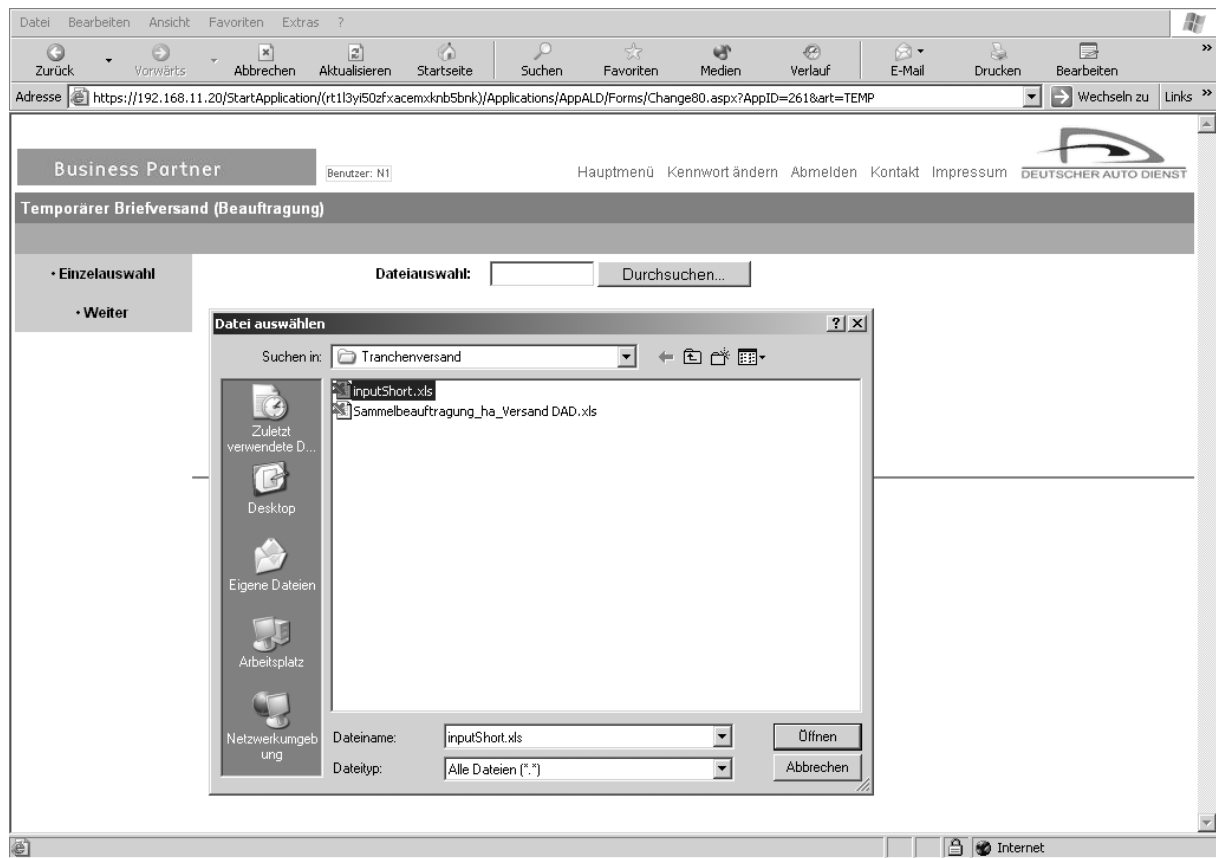 Datei Bearbeiten Ansicht Favoriten Extras ?
Zurück Vorwärts Abbrechen Aktualisieren Startseite Suchen Favoriten Medien Verlauf E-Mail Drucken Bearbeiten »
Adresse https://192.168.11.20/StartApplication/(rt1l3yi50zfxacemxknb5bnk)/Applications/AppALD/Forms/Change80.aspx?AppID=261&art=TEMP Wechseln zu Links »
Business Partner Benutzer: N1 Hauptmenü Kennwort ändern Abmelden Kontakt Impressum DEUTSCHER AUTO DIENST
Temporärer Briefversand (Beauftragung)
• Einzelauswahl Dateiauswahl: Durchsuchen...
• Weiter
Datei auswählen
Suchen in: Tranchenversand
inputShort.xls
Sammelbeauftragung_ha_Versand DAD.xls
Zuletzt
verwendete D...
Desktop
Eigene Dateien
Arbeitsplatz
Netzwerkumgeb
ung
Dateiname: inputShort.xls Öffnen
Dateityp: Alle Dateien (*.*) Abbrechen
Internet